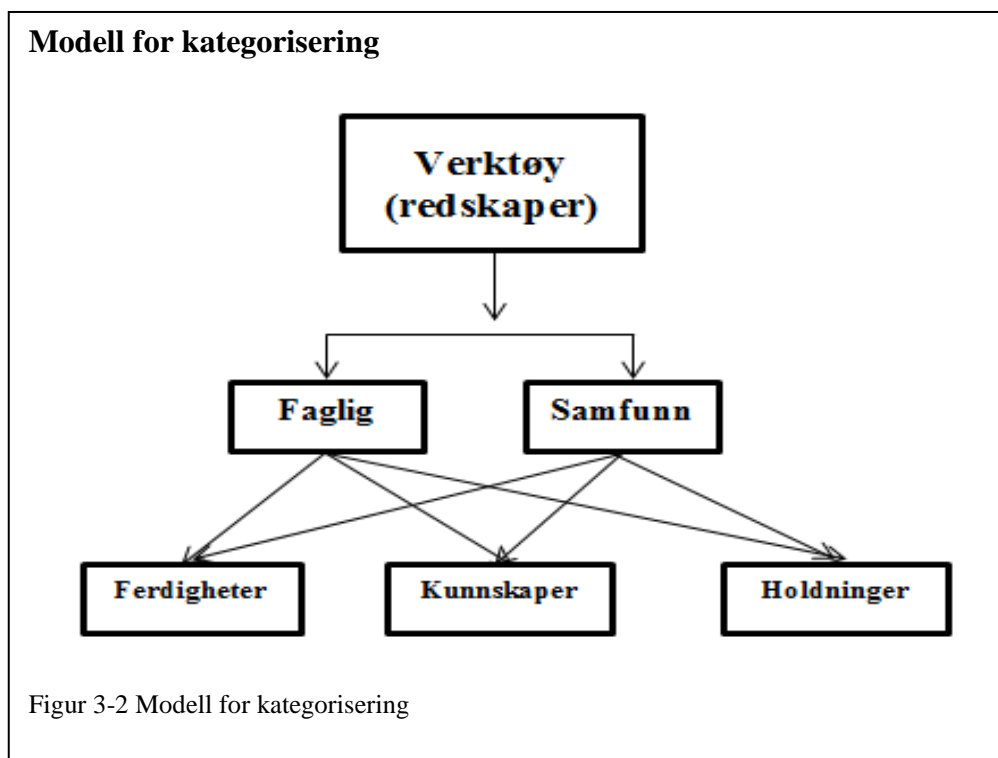 Modell for kategorisering
Verktøy
(redskaper)
Faglig
Samfunn
Ferdigheter
Kunnskaper
Holdninger
Figur 3-2 Modell for kategorisering